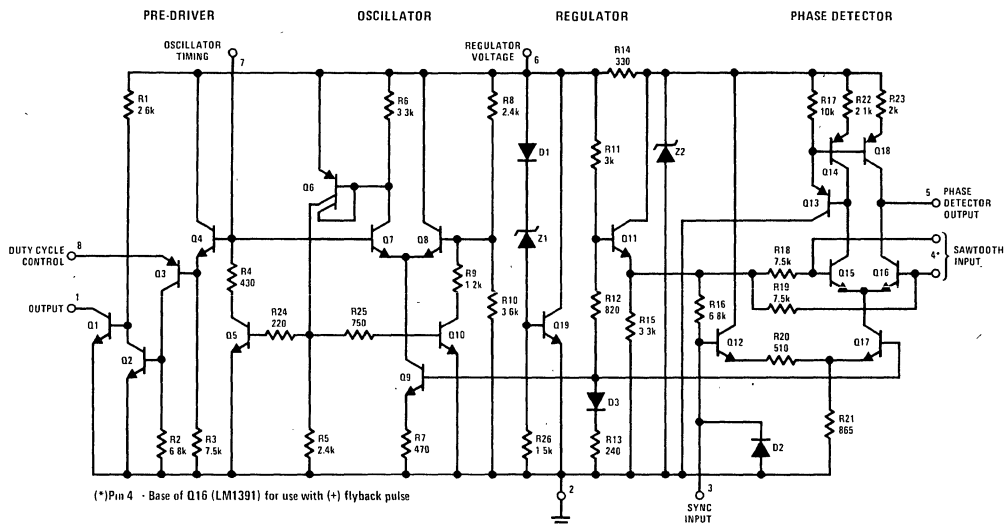 PRE-DRIVER
OSCILLATOR
REGULATOR
PHASE DETECTOR
OSCILLATOR
TIMING
7
REGULATOR
VOLTAGE
6
R14
330
R1
2 6k
R6
3 3k
R8
2.4k
R11
3k
R17
10k
R22
2 1k
R23
2k
D1
Z2
Q14
Q18
Q6
Q13
5
PHASE
DETECTOR
OUTPUT
8
DUTY CYCLE
CONTROL
Q4
Q7
Q8
Z1
Q11
R18
7.5k
4*
SAWTOOTH
INPUT
Q3
R4
430
R9
1 2k
R10
3 6k
Q15
Q16
R19
7.5k
1
OUTPUT
Q1
R24
220
R25
750
R12
820
R15
3 3k
R16
6 8k
Q2
Q5
Q10
Q19
Q12
R20
510
Q17
Q9
D3
R2
6 8k
R3
7.5k
R5
2.4k
R7
470
R26
1 5k
R13
240
D2
R21
865
(*)Pin 4 - Base of Q16 (LM1391) for use with (+) flyback pulse
2
3
SYNC
INPUT